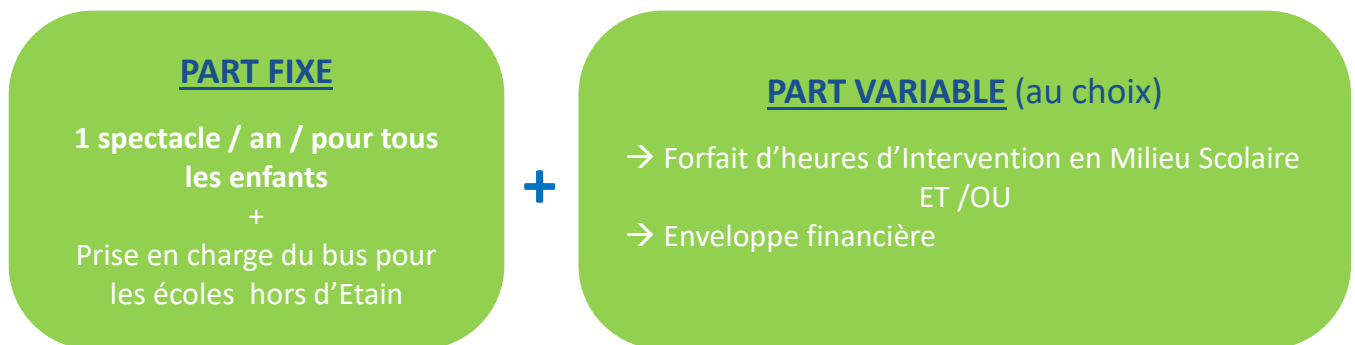 PART FIXE
1 spectacle / an / pour tous
les enfants
+
Prise en charge du bus pour
les écoles hors d'Etain
+
PART VARIABLE (au choix)
→ Forfait d'heures d'Intervention en Milieu Scolaire
ET /OU
→ Enveloppe financière